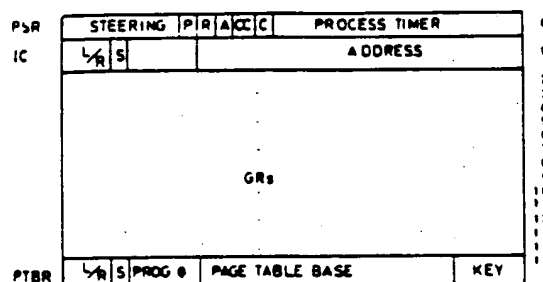 PSR STEERING P R A CC C PROCESS TIMER
IC L/R S ADDRESS
GRs
PTBR L/R S PROG # PAGE TABLE BASE KEY